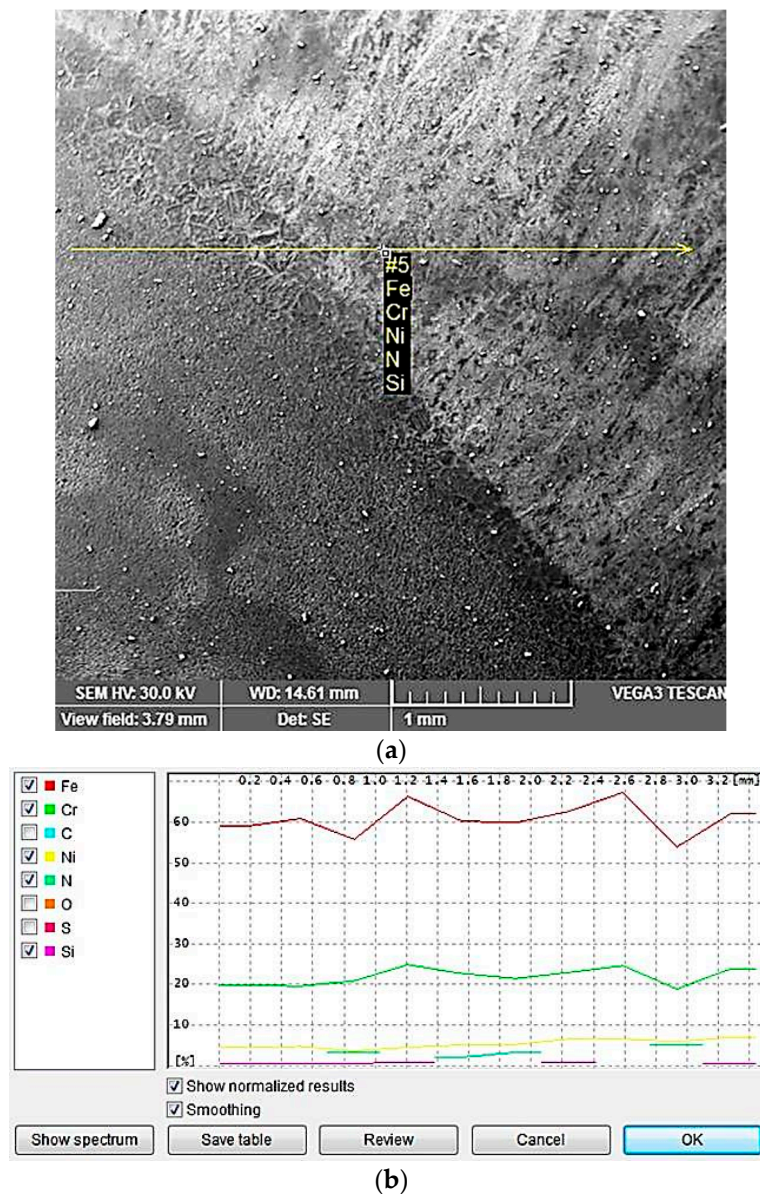 #5
Fe
Cr
Ni
N
Si
SEM HV: 30.0 kV WD: 14.61 mm VEGA3 TESCAN
View field: 3.79 mm Det: SE 1 mm
(a)
Fe
Cr
C
Ni
N
O
S
Si
0.2 0.4 0.6 0.8 1.0 1.2 1.4 1.6 1.8 2.0 2.2 2.4 2.6 2.8 3.0 3.2 [mm]
60
50
40
30
20
10
[%]
Show normalized results
Smoothing
Show spectrum Save table Review Cancel OK
(b)